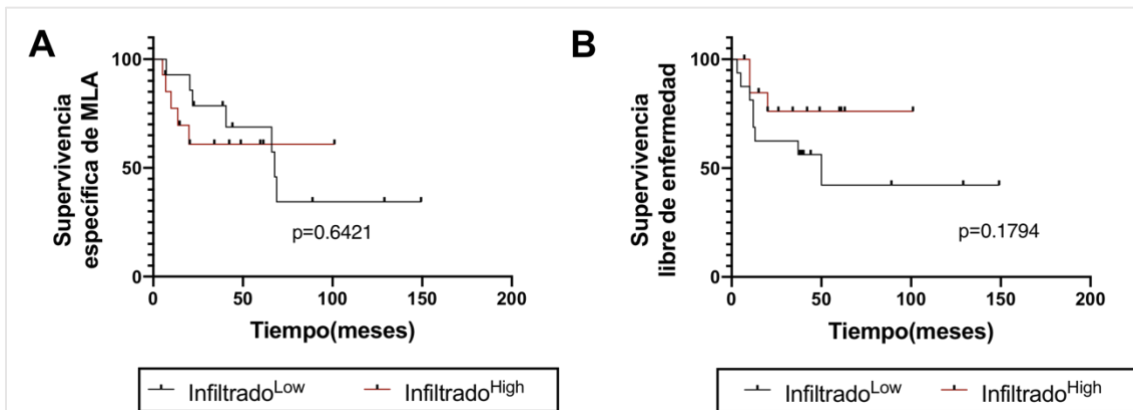 A
Supervivencia
específica de MLA
100
50
0
p=0.6421
0
50
100
150
200
Tiempo(meses)
Infiltrado^Low
Infiltrado^High
B
Supervivencia
libre de enfermedad
100
50
0
p=0.1794
0
50
100
150
200
Tiempo(meses)
Infiltrado^Low
Infiltrado^High